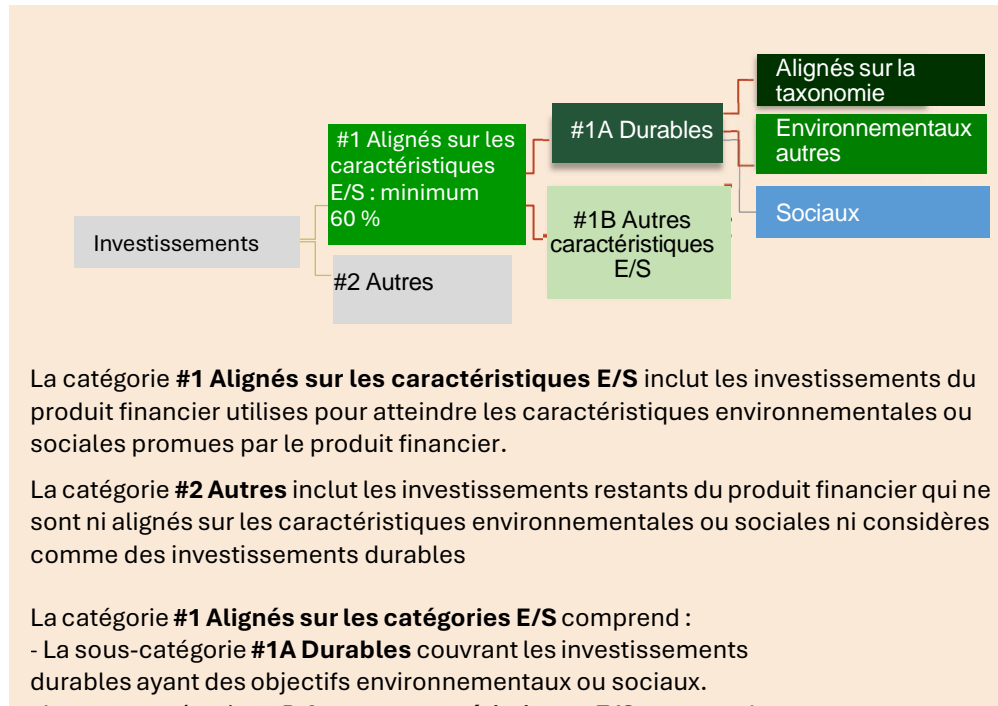 Alignés sur la
taxonomie
#1A Durables
Environnementaux
autres
#1 Alignés sur les
caractéristiques
E/S : minimum
60 %
Sociaux
#1B Autres
caractéristiques
E/S
Investissements
#2 Autres
La catégorie #1 Alignés sur les caractéristiques E/S inclut les investissements du
produit financier utilises pour atteindre les caractéristiques environnementales ou
sociales promues par le produit financier.
La catégorie #2 Autres inclut les investissements restants du produit financier qui ne
sont ni alignés sur les caractéristiques environnementales ou sociales ni considères
comme des investissements durables
La catégorie #1 Alignés sur les catégories E/S comprend :
- La sous-catégorie #1A Durables couvrant les investissements
durables ayant des objectifs environnementaux ou sociaux.